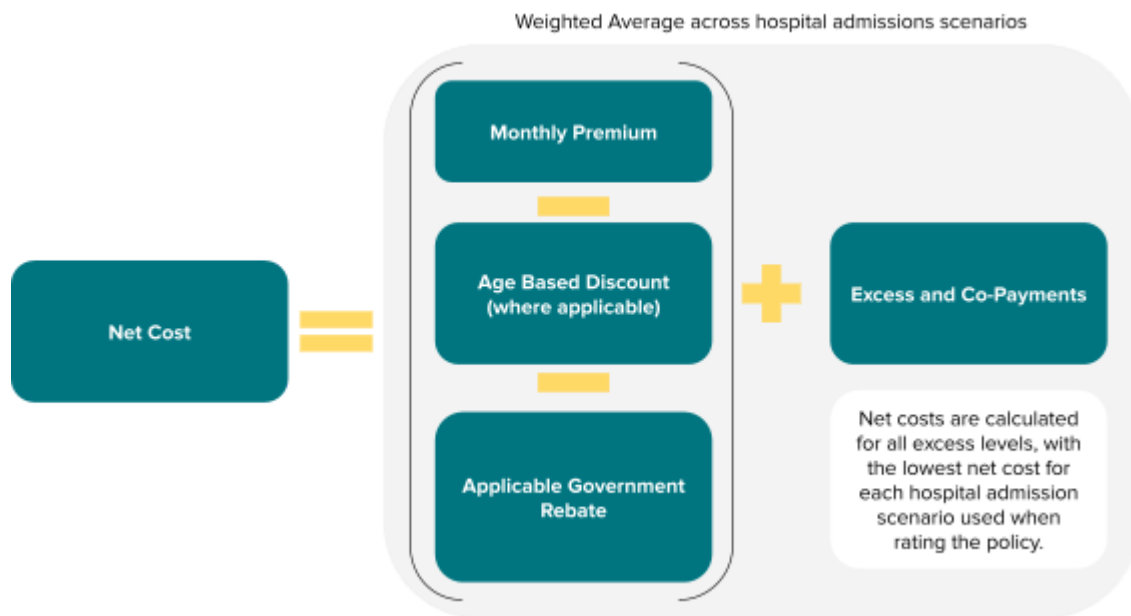 Weighted Average across hospital admissions scenarios
Monthly Premium
Age Based Discount
(where applicable)
Applicable Government
Rebate
Net Cost
Excess and Co-Payments
Net costs are calculated
for all excess levels, with
the lowest net cost for
each hospital admission
scenario used when
rating the policy.